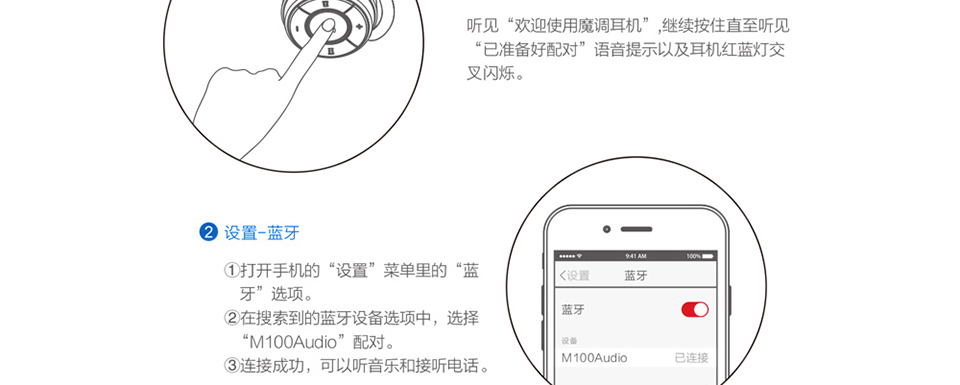 听见“欢迎使用魔调耳机”,继续按住直至听见
“已准备好配对”语音提示以及耳机红蓝灯交
叉闪烁。
2 设置-蓝牙
①打开手机的“设置”菜单里的“蓝
牙”选项。
②在搜索到的蓝牙设备选项中，选择
“M100Audio”配对。
③连接成功，可以听音乐和接听电话。
9:41 AM 100%
<设置 蓝牙
蓝牙
设备
M100Audio 已连接